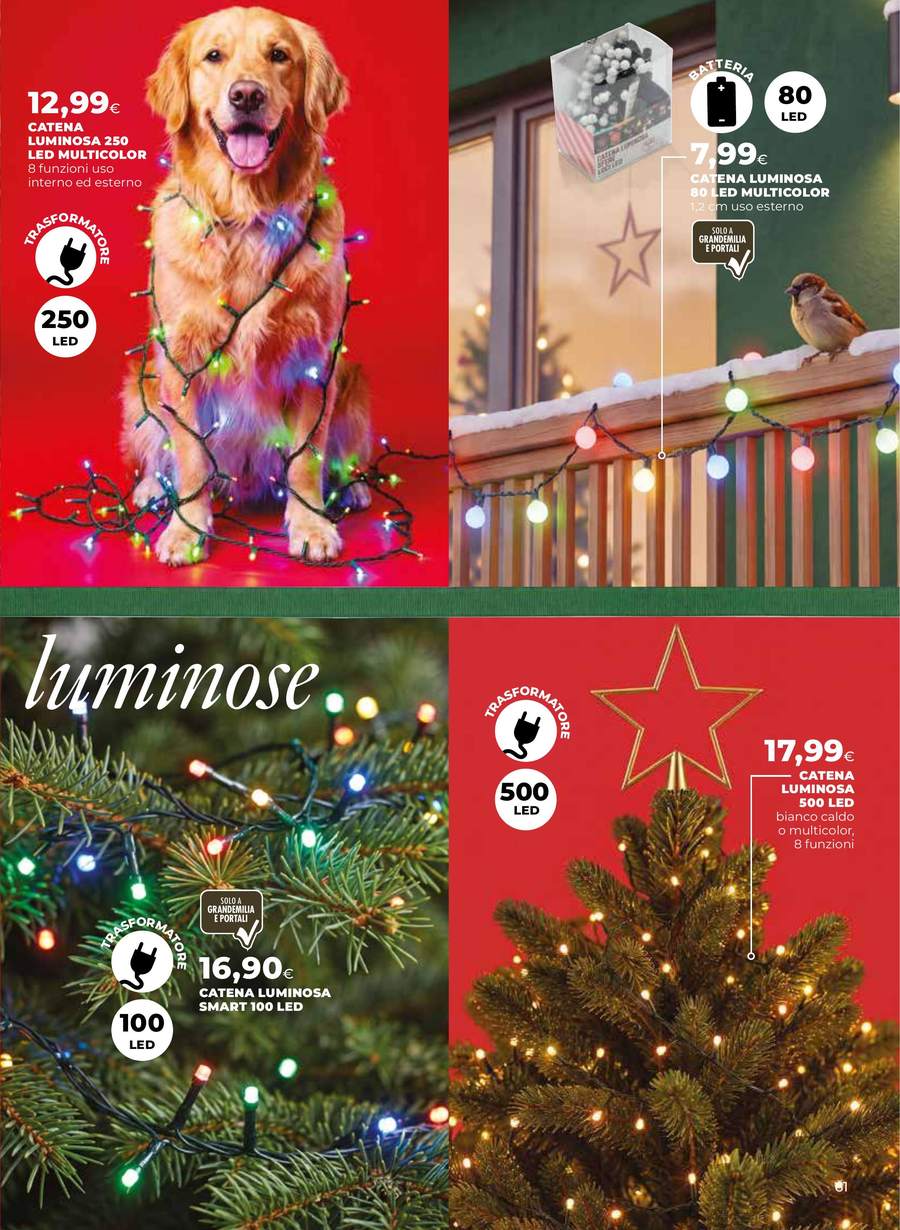 12,99€
CATENA
LUMINOSA 250
LED MULTICOLOR
8 funzioni uso
interno ed esterno
TRASFORMATORE
250
LED
BATTERIA
80
LED
7,99€
CATENA LUMINOSA
80 LED MULTICOLOR
1,2 cm uso esterno
SOLO A
GRANDEMILIA
E PORTALI
CATENA LUMINOSA
luminose
SOLO A
GRANDEMILIA
E PORTALI
TRASFORMATORE
16,90€
CATENA LUMINOSA
SMART 100 LED
100
LED
TRASFORMATORE
500
LED
17,99€
CATENA
LUMINOSA
500 LED
bianco caldo
o multicolor,
8 funzioni
61